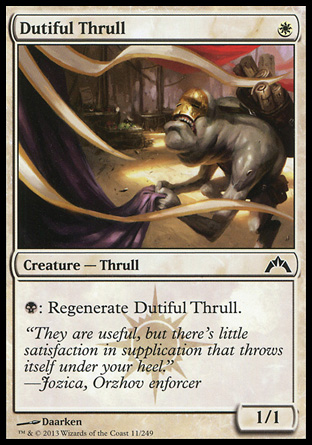 Dutiful Thrull
Creature — Thrull
: Regenerate Dutiful Thrull.
“They are useful, but there’s little
satisfaction in supplication that throws
itself under your heel.”
—Jozica, Orzhov enforcer
1/1
Daarken
™ & © 2013 Wizards of the Coast 11/249